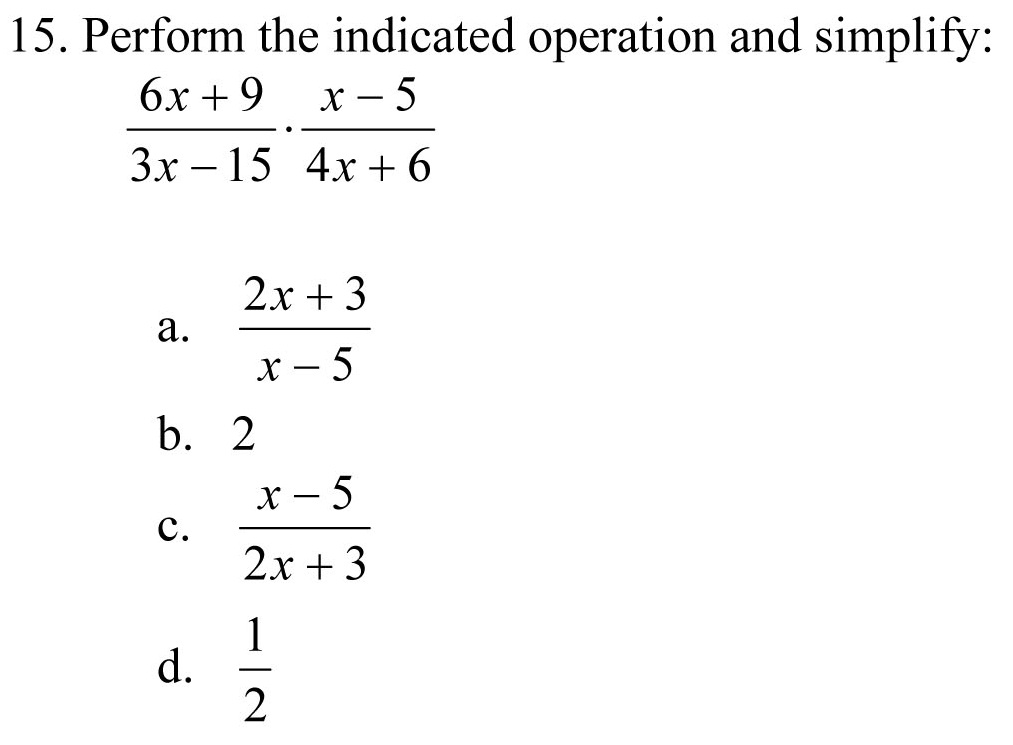 15. Perform the indicated operation and simplify:
\frac{6x + 9}{3x - 15} \cdot \frac{x - 5}{4x + 6}
a. \frac{2x + 3}{x - 5}
b. 2
c. \frac{x - 5}{2x + 3}
d. \frac{1}{2}